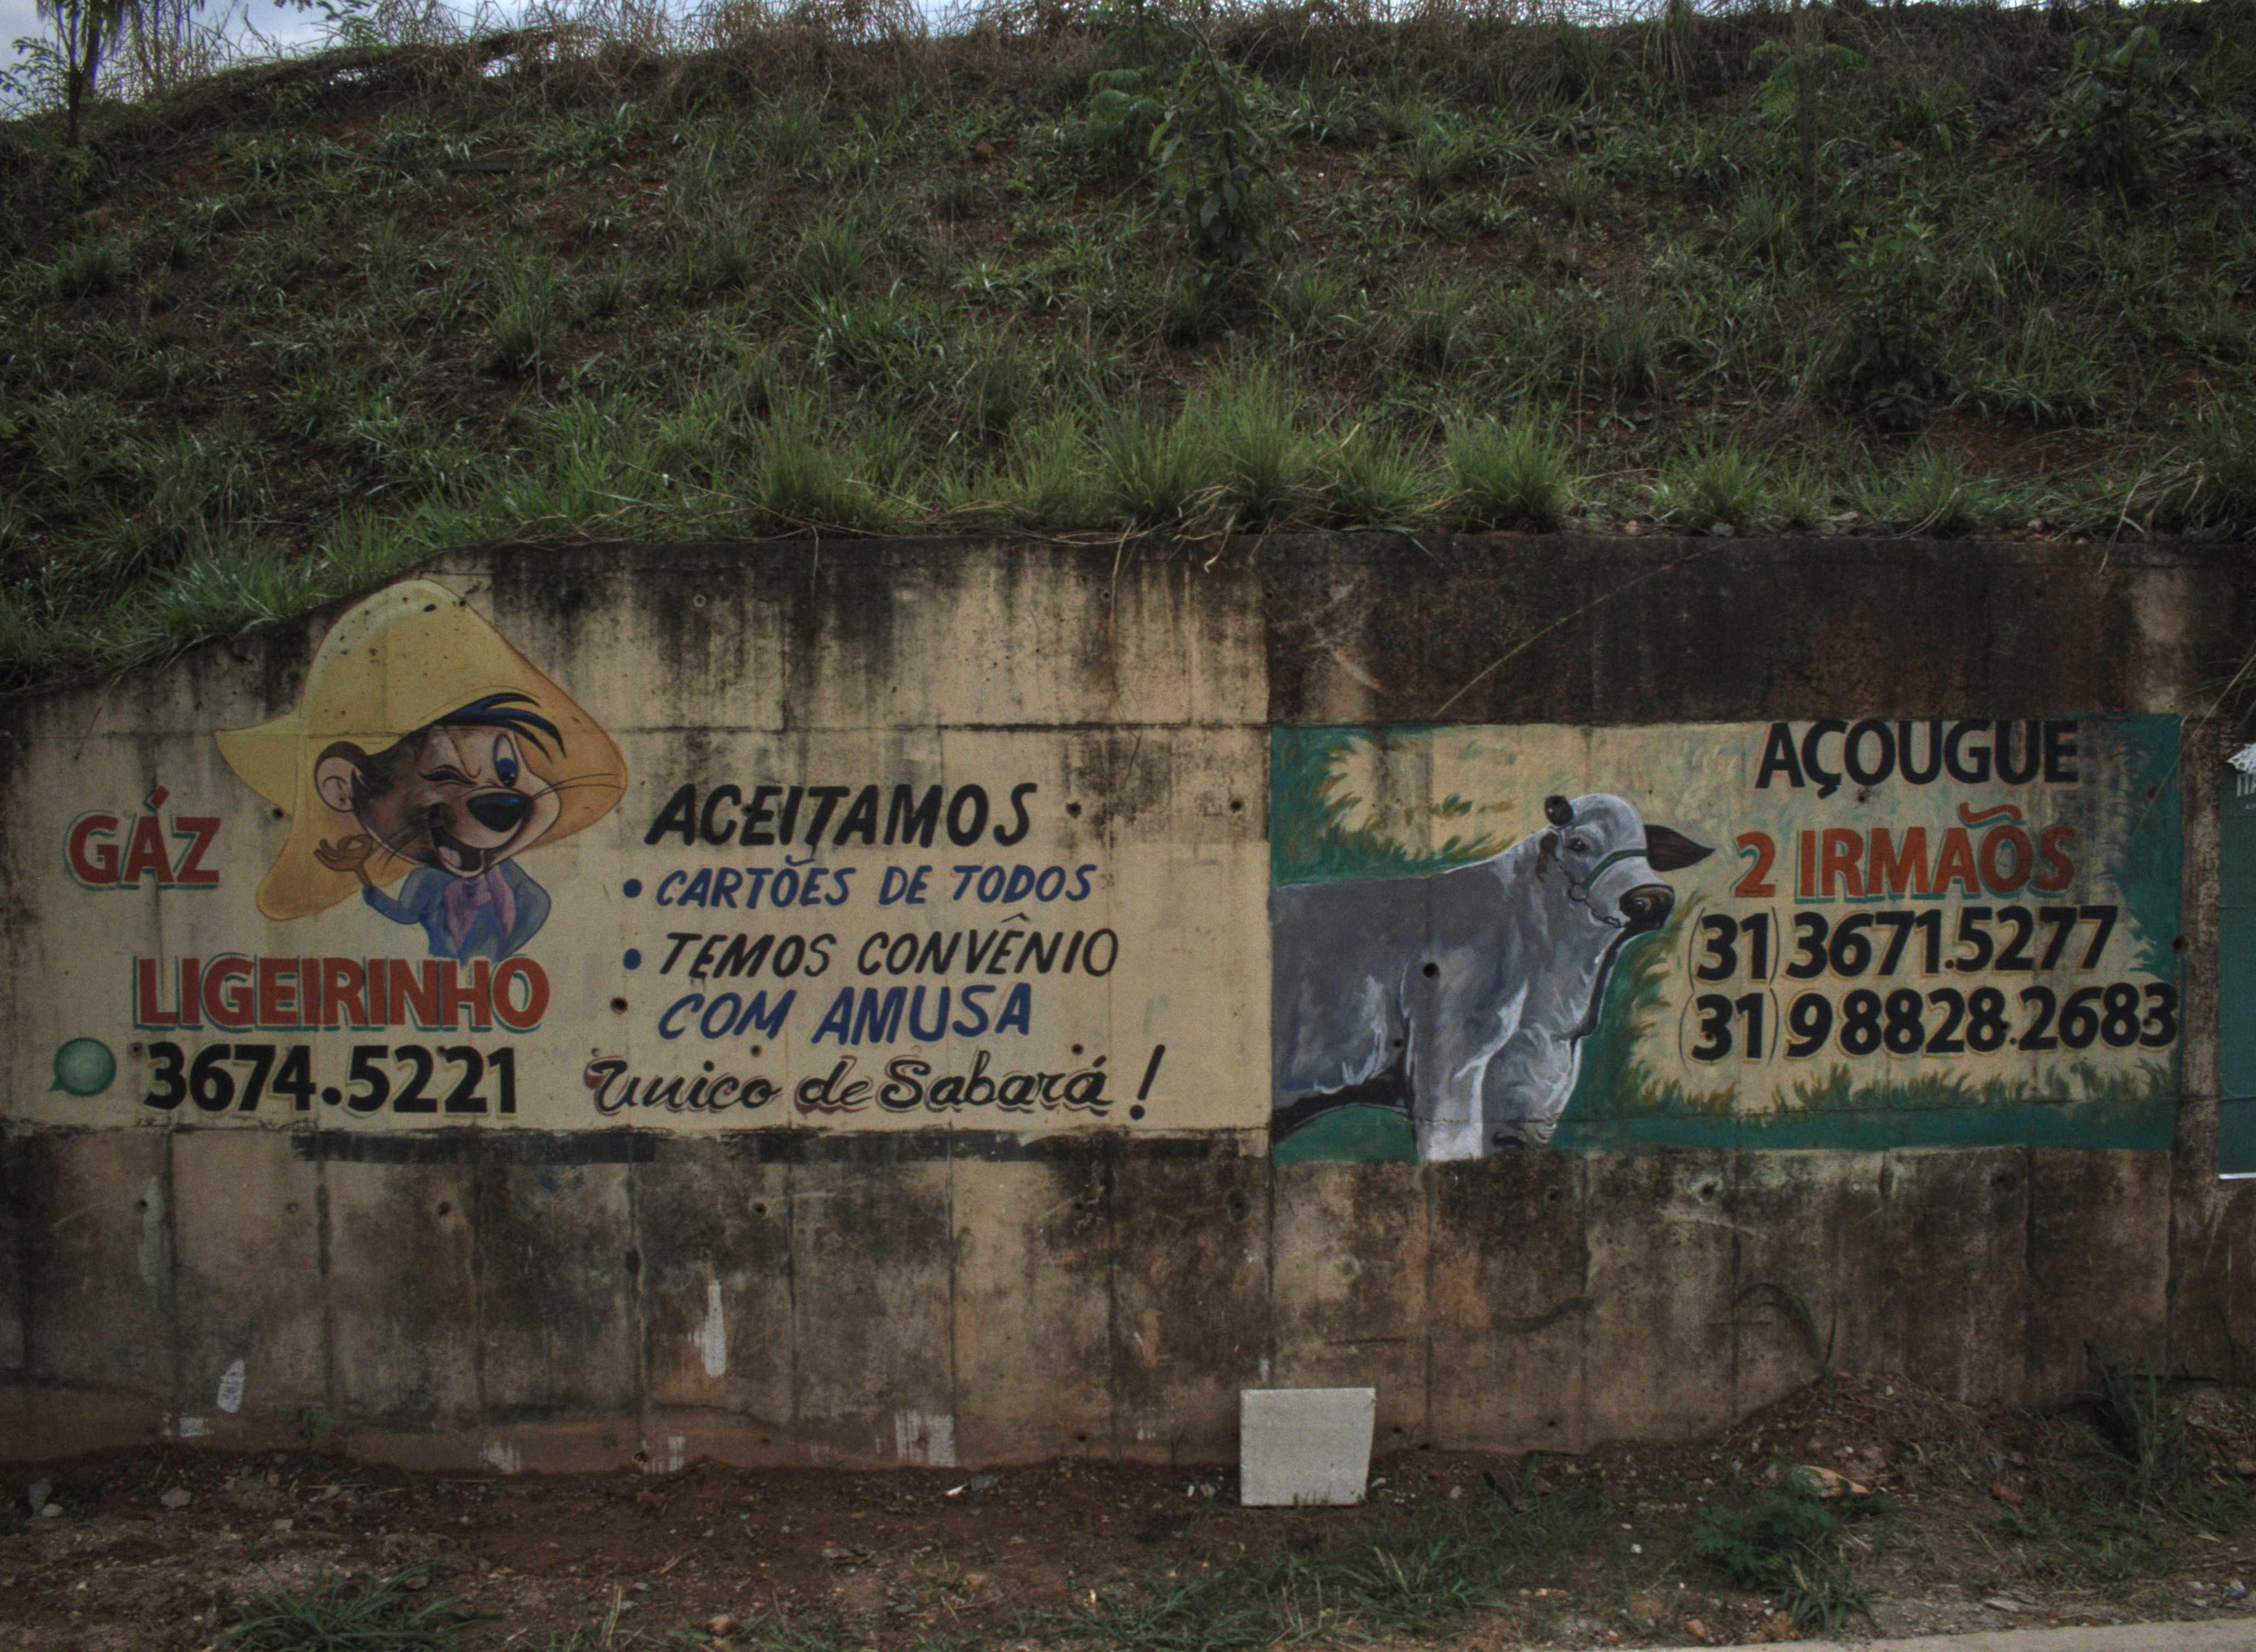 GÁZ
LIGEIRINHO
3674.5221
ACEITAMOS
• CARTÕES DE TODOS
• TEMOS CONVÊNIO
COM AMUSA
Unico de Sabará!
AÇOUGUE
2 IRMAÕS
(31) 3671.5277
(31) 98828.2683